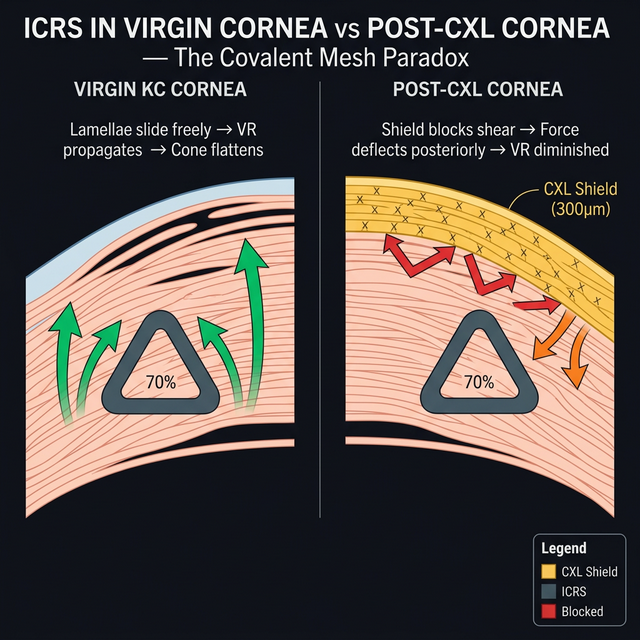 ICRS IN VIRGIN CORNEA vs POST-CXL CORNEA
— The Covalent Mesh Paradox
VIRGIN KC CORNEA
Lamellae slide freely → VR
propagates → Cone flattens
70%
POST-CXL CORNEA
Shield blocks shear → Force
deflects posteriorly → VR diminished
CXL Shield
(300μm)
70%
Legend
CXL Shield
ICRS
Blocked